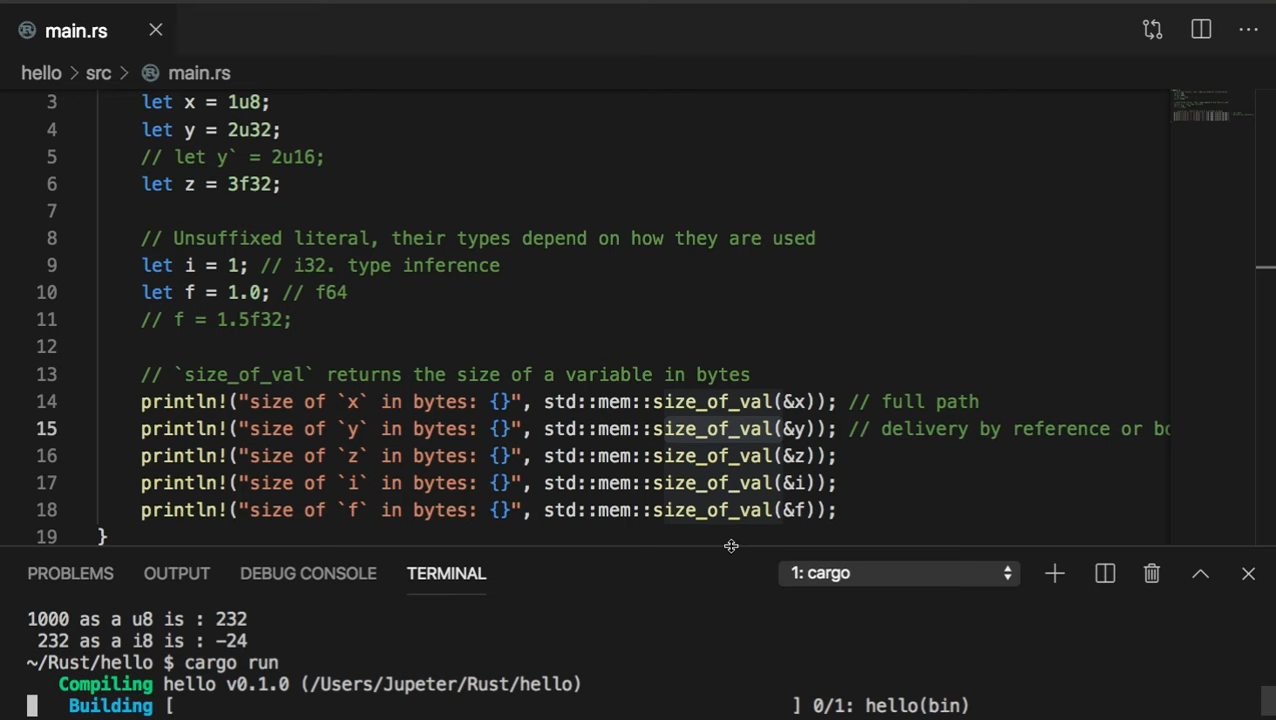 main.rs
hello > src > main.rs
3 let x = 1u8;
4 let y = 2u32;
5 // let y` = 2u16;
6 let z = 3f32;
7
8 // Unsuffixed literal, their types depend on how they are used
9 let i = 1; // i32. type inference
10 let f = 1.0; // f64
11 // f = 1.5f32;
12
13 // `size_of_val` returns the size of a variable in bytes
14 println!("size of `x` in bytes: {}", std::mem::size_of_val(&x)); // full path
15 println!("size of `y` in bytes: {}", std::mem::size_of_val(&y)); // delivery by reference or
16 println!("size of `z` in bytes: {}", std::mem::size_of_val(&z));
17 println!("size of `i` in bytes: {}", std::mem::size_of_val(&i));
18 println!("size of `f` in bytes: {}", std::mem::size_of_val(&f));
19 }
PROBLEMS OUTPUT DEBUG CONSOLE TERMINAL 1: cargo
1000 as a u8 is : 232
232 as a i8 is : -24
~/Rust/hello $ cargo run
Compiling hello v0.1.0 (/Users/Jupeter/Rust/hello)
Building [ ] 0/1: hello(bin)